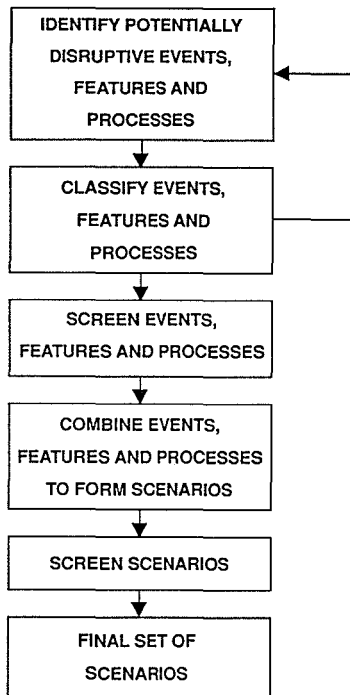 IDENTIFY POTENTIALLY
DISRUPTIVE EVENTS,
FEATURES AND
PROCESSES
CLASSIFY EVENTS,
FEATURES AND
PROCESSES
SCREEN EVENTS,
FEATURES AND PROCESSES
COMBINE EVENTS,
FEATURES AND PROCESSES
TO FORM SCENARIOS
SCREEN SCENARIOS
FINAL SET OF
SCENARIOS